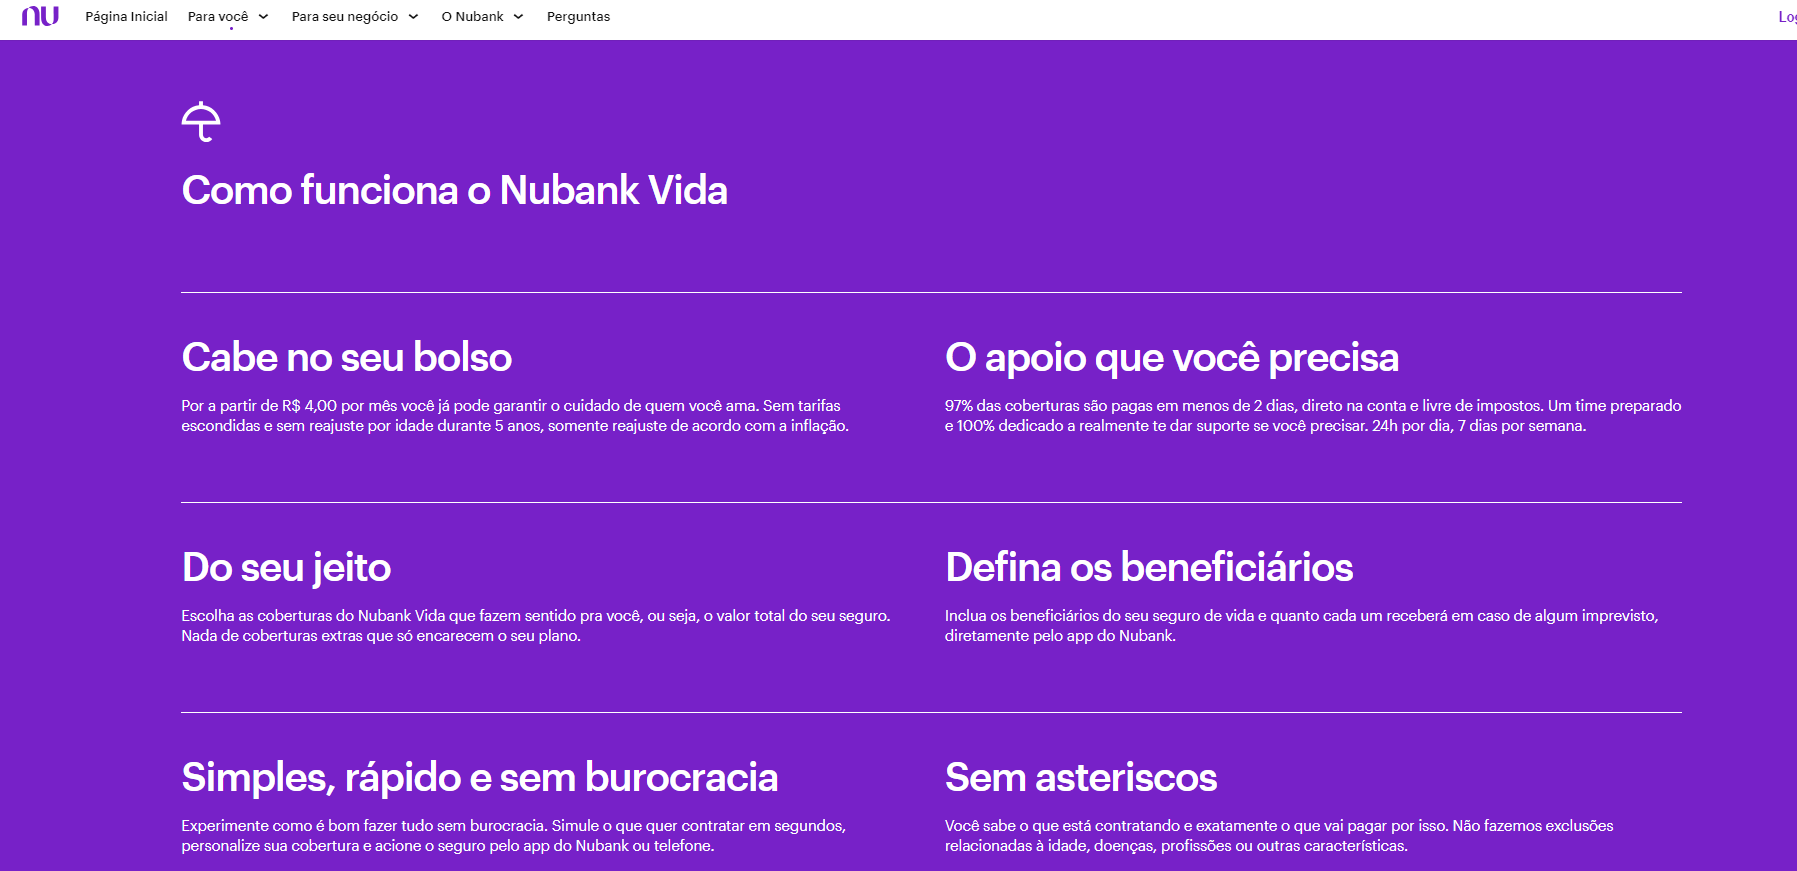 nu
Página Inicial Para você Para seu negócio O Nubank Perguntas
Como funciona o Nubank Vida
Cabe no seu bolso
Por a partir de R$ 4,00 por mês você já pode garantir o cuidado de quem você ama. Sem tarifas
escondidas e sem reajuste por idade durante 5 anos, somente reajuste de acordo com a inflação.
O apoio que você precisa
97% das coberturas são pagas em menos de 2 dias, direto na conta e livre de impostos. Um time preparado
e 100% dedicado a realmente te dar suporte se você precisar. 24h por dia, 7 dias por semana.
Do seu jeito
Escolha as coberturas do Nubank Vida que fazem sentido pra você, ou seja, o valor total do seu seguro.
Nada de coberturas extras que só encarecem o seu plano.
Defina os beneficiários
Inclua os beneficiários do seu seguro de vida e quanto cada um receberá em caso de algum imprevisto,
diretamente pelo app do Nubank.
Simples, rápido e sem burocracia
Experimente como é bom fazer tudo sem burocracia. Simule o que quer contratar em segundos,
personalize sua cobertura e acione o seguro pelo app do Nubank ou telefone.
Sem asteriscos
Você sabe o que está contratando e exatamente o que vai pagar por isso. Não fazemos exclusões
relacionadas à idade, doenças, profissões ou outras características.